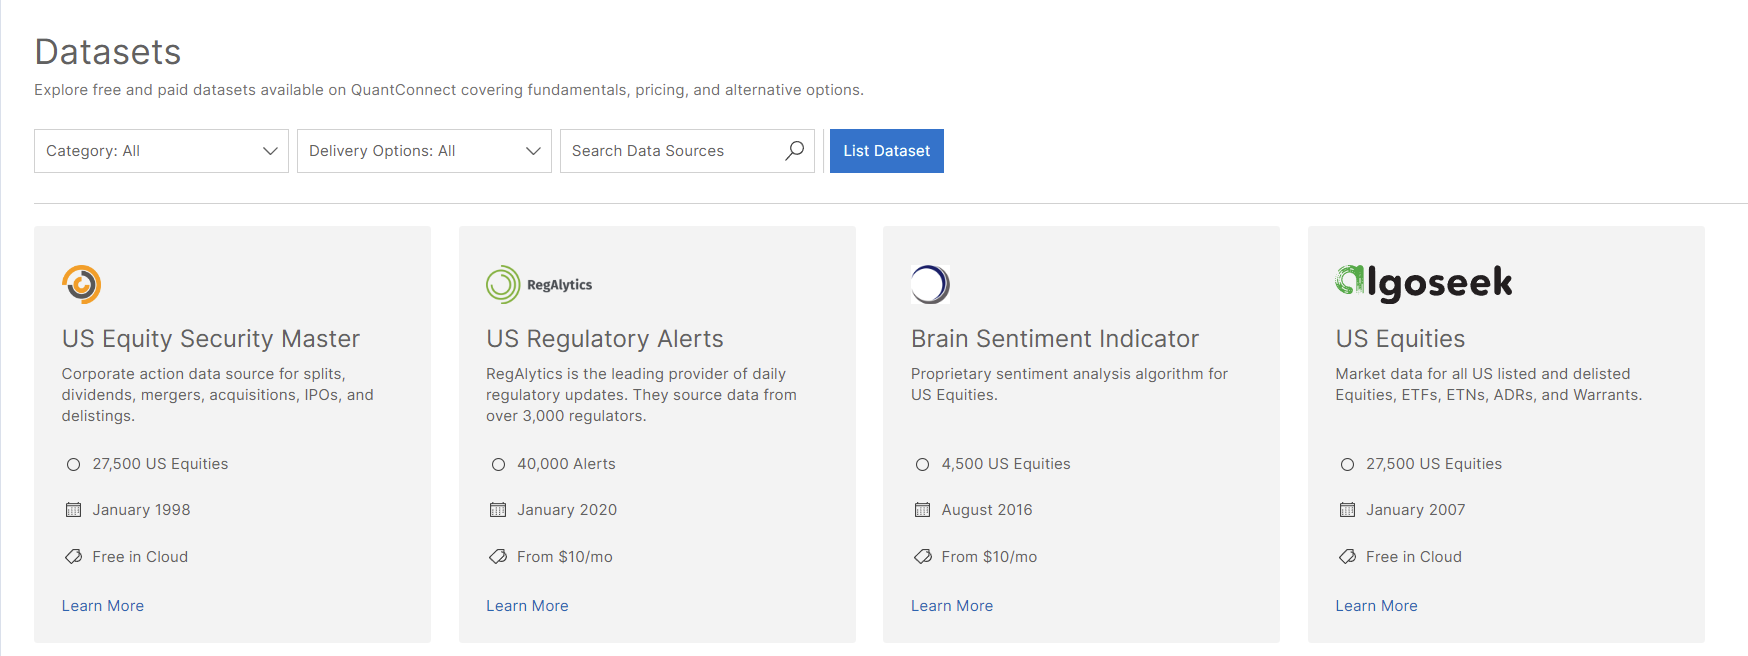 Datasets
Explore free and paid datasets available on QuantConnect covering fundamentals, pricing, and alternative options.
Category: All
Delivery Options: All
Search Data Sources
List Dataset
US Equity Security Master
Corporate action data source for splits,
dividends, mergers, acquisitions, IPOs, and
delistings.
27,500 US Equities
January 1998
Free in Cloud
Learn More
RegAlytics
US Regulatory Alerts
RegAlytics is the leading provider of daily
regulatory updates. They source data from
over 3,000 regulators.
40,000 Alerts
January 2020
From $10/mo
Learn More
Brain Sentiment Indicator
Proprietary sentiment analysis algorithm for
US Equities.
4,500 US Equities
August 2016
From $10/mo
Learn More
algoseek
US Equities
Market data for all US listed and delisted
Equities, ETFs, ETNs, ADRs, and Warrants.
27,500 US Equities
January 2007
Free in Cloud
Learn More